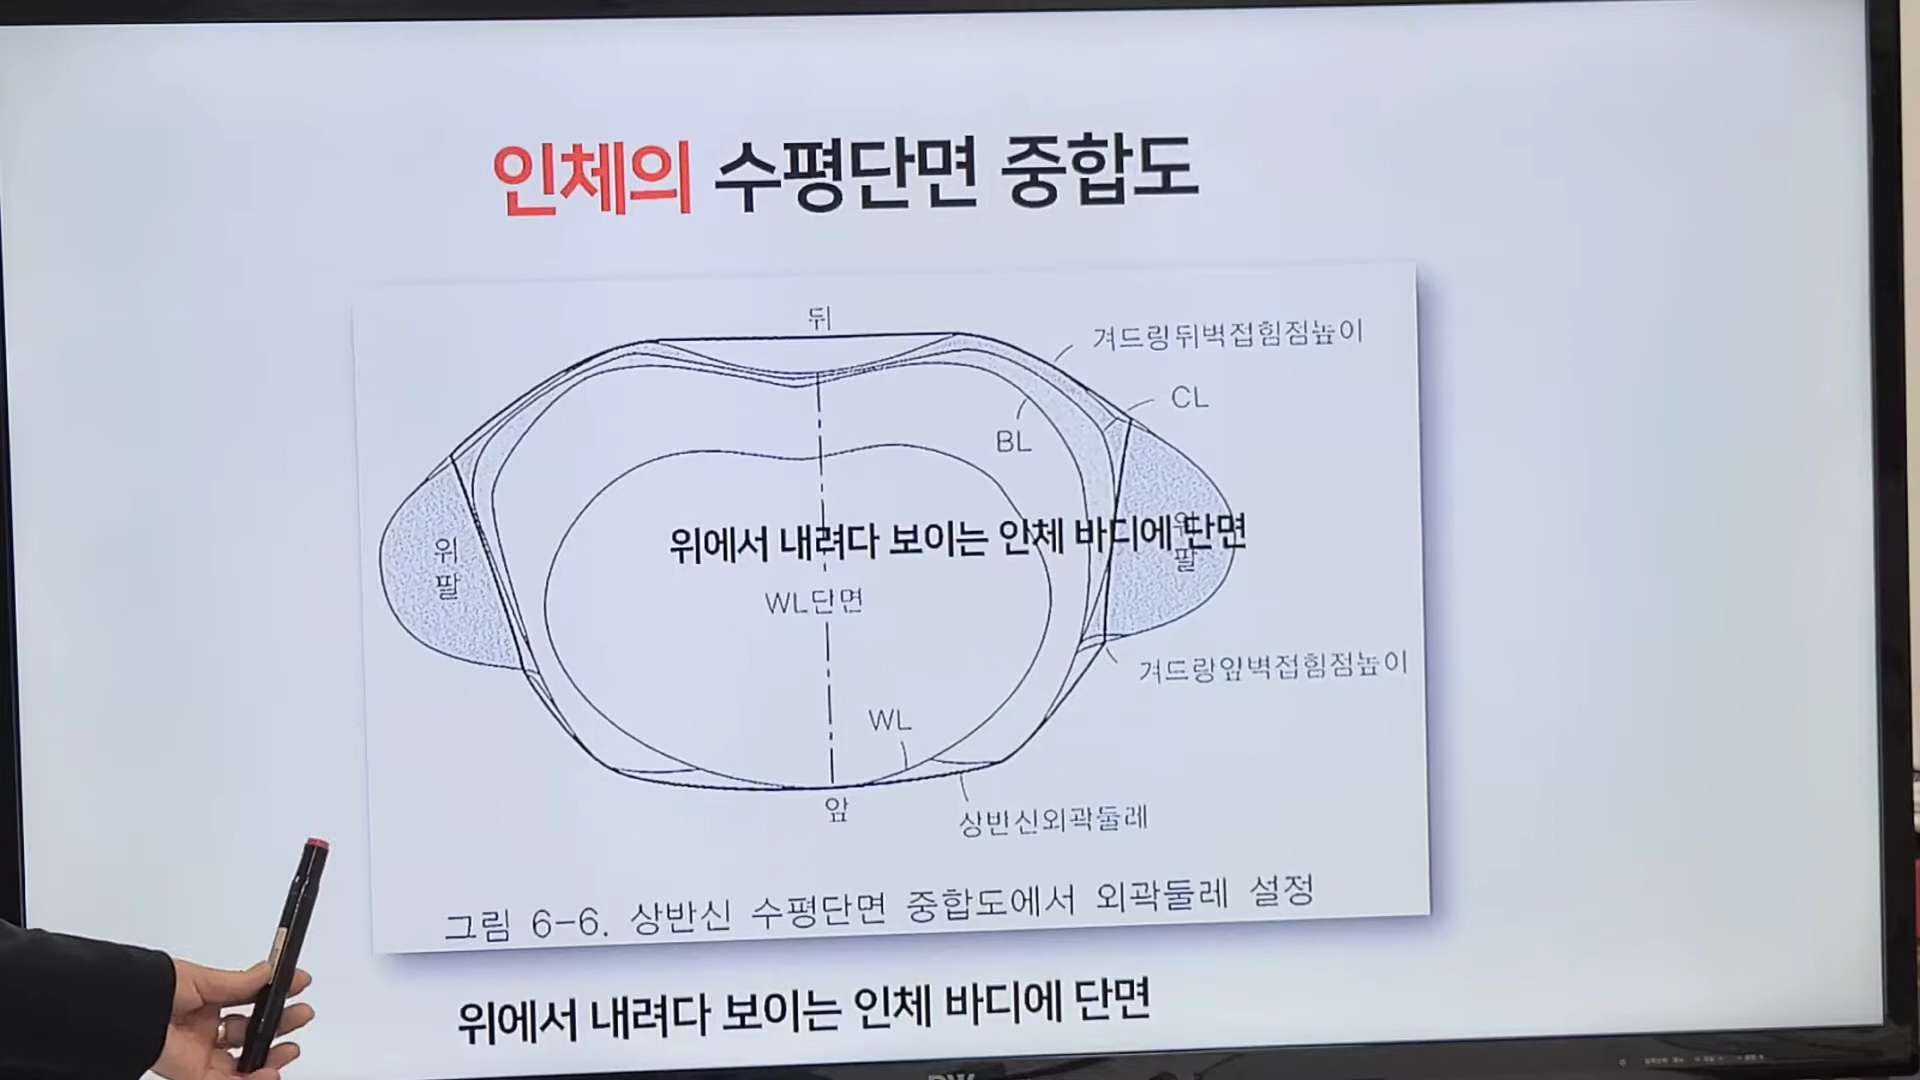 인체의 수평단면 중합도
뒤
겨드링뒤벽접힘점높이
CL
BL
위에서 내려다 보이는 인체 바디에 단면
위
팔
위
팔
WL단면
겨드랑앞벽접힘점높이
WL
앞
상반신외곽둘레
그림 6-6. 상반신 수평단면 중합도에서 외곽둘레 설정
위에서 내려다 보이는 인체 바디에 단면